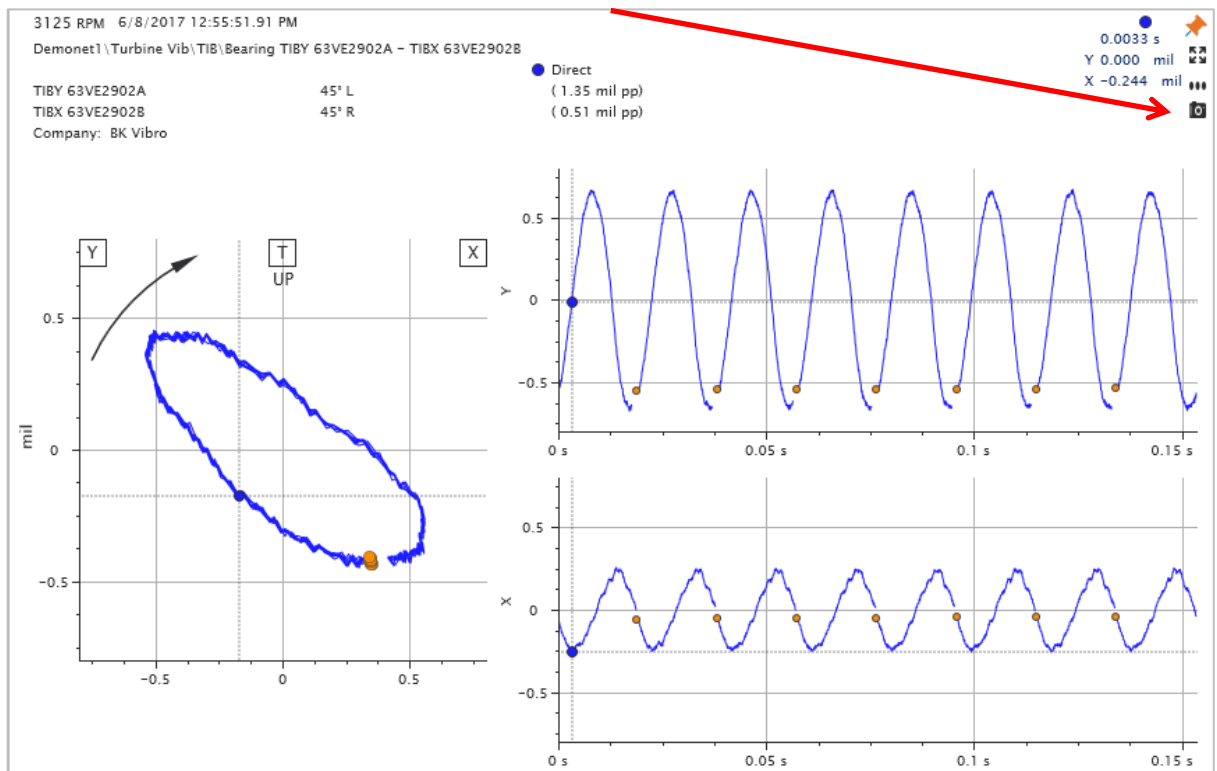 3125 RPM 6/8/2017 12:55:51.91 PM
Demonet1\Turbine Vib\TIB\Bearing TIBY 63VE2902A - TIBX 63VE2902B
Direct
TIBY 63VE2902A 45° L ( 1.35 mil pp)
TIBX 63VE2902B 45° R ( 0.51 mil pp)
Company: BK Vibro
0.0033 s
Y 0.000 mil
X -0.244 mil
Y T X
UP
0.5
0
-0.5
mil
-0.5 0 0.5
Y
0.5
0
-0.5
0 s 0.05 s 0.1 s 0.15 s
X
0.5
0
-0.5
0 s 0.05 s 0.1 s 0.15 s